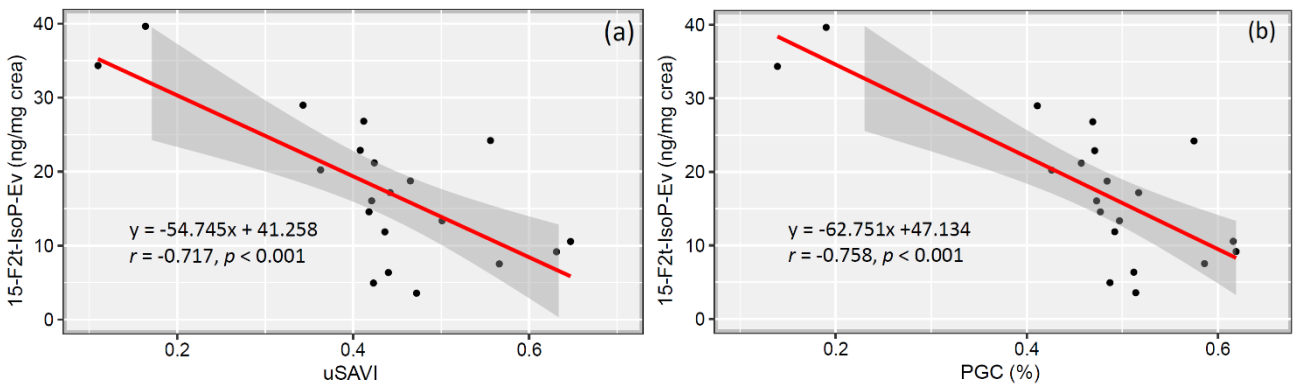 (a)
15-F2t-IsoP-Ev (ng/mg crea)
40
30
20
10
0
y = -54.745x + 41.258
r = -0.717, p < 0.001
0.2 0.4 0.6
uSAVI
(b)
15-F2t-IsoP-Ev (ng/mg crea)
40
30
20
10
0
y = -62.751x +47.134
r = -0.758, p < 0.001
0.2 0.4 0.6
PGC (%)